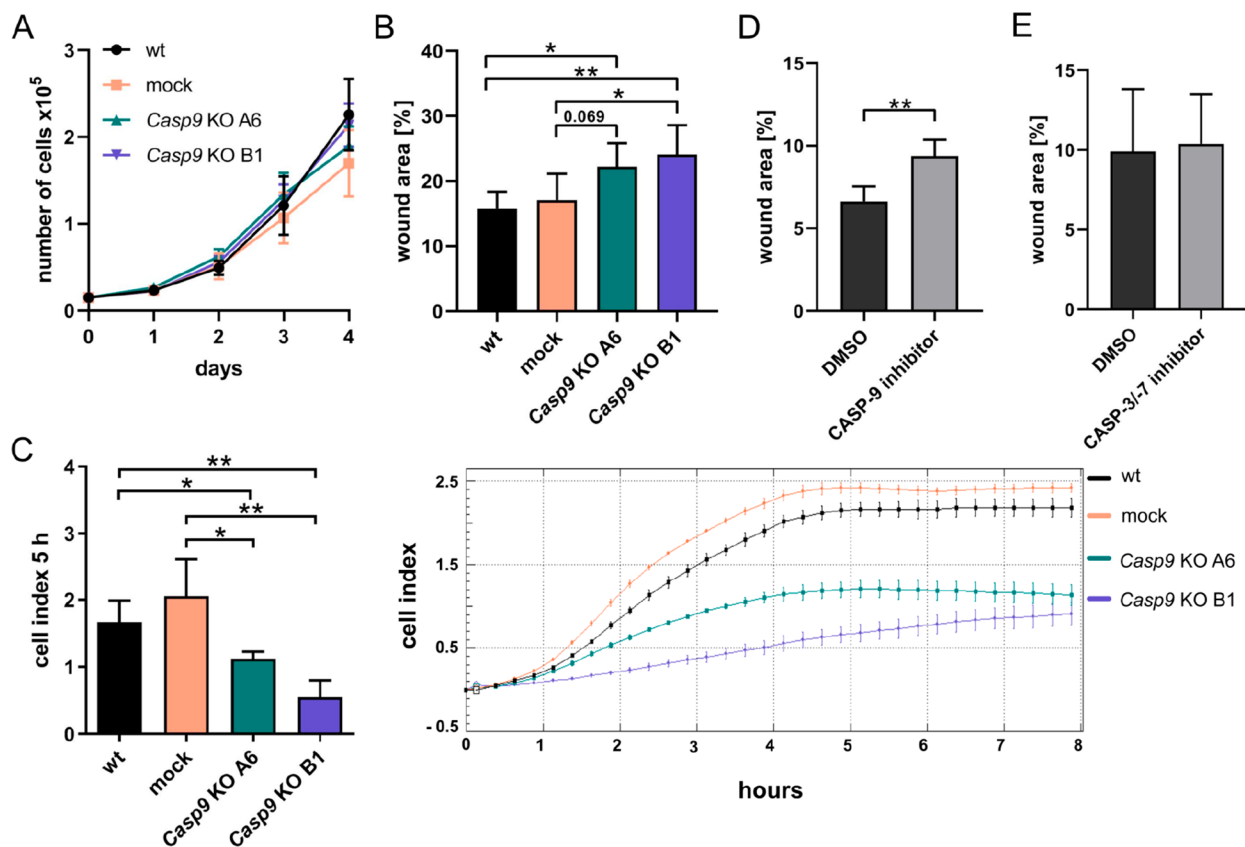 A
number of cells x10⁵
3
2
1
0
0 1 2 3 4
days
wt
mock
Casp9 KO A6
Casp9 KO B1
B
wound area [%]
40
30
20
10
0
*
**
*
0.069
wt
mock
Casp9 KO A6
Casp9 KO B1
D
wound area [%]
15
10
5
0
**
DMSO
CASP-9 inhibitor
E
wound area [%]
15
10
5
0
DMSO
CASP-3/-7 inhibitor
C
cell index 5 h
4
3
2
1
0
**
*
**
*
wt
mock
Casp9 KO A6
Casp9 KO B1
cell index
2.5
1.5
0.5
- 0.5
0 1 2 3 4 5 6 7 8
hours
wt
mock
Casp9 KO A6
Casp9 KO B1